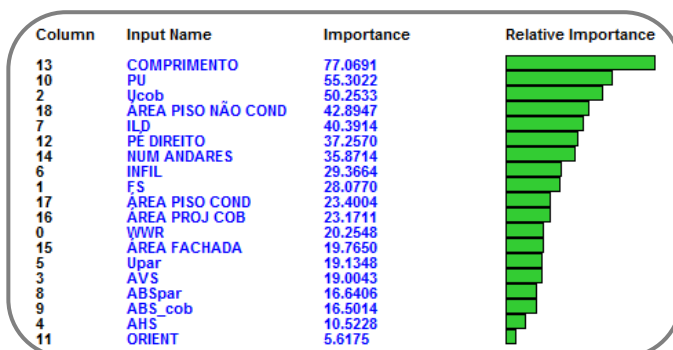 Column Input Name Importance Relative Importance
13 COMPRIMENTO 77.0691
10 PU 55.3022
2 Ucob 50.2533
18 ÁREA PISO NÃO COND 42.8947
7 ILD 40.3914
12 PÉ DIREITO 37.2570
14 NUM ANDARES 35.8714
6 INFIL 29.3664
1 FS 28.0770
17 ÁREA PISO COND 23.4004
16 ÁREA PROJ COB 23.1711
0 WWR 20.2548
15 ÁREA FACHADA 19.7650
5 Upar 19.1348
3 AVS 19.0043
8 ABSpar 16.6406
9 ABS_cob 16.5014
4 AHS 10.5228
11 ORIENT 5.6175